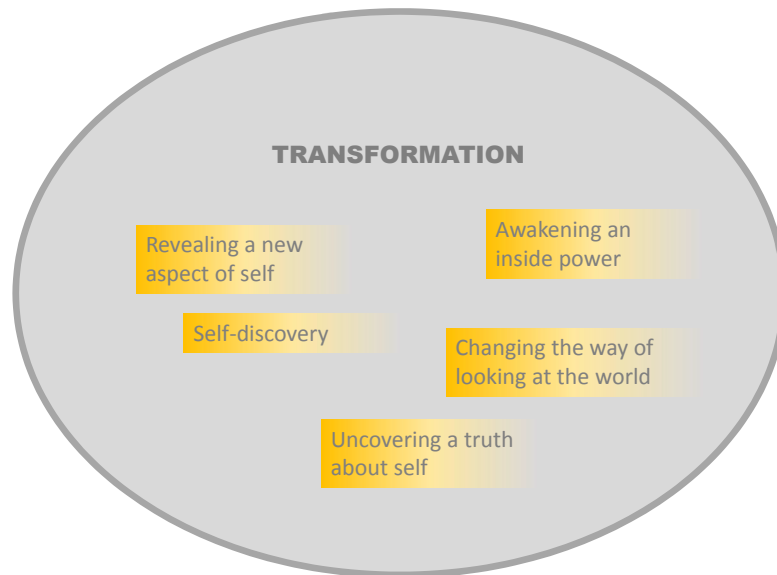 TRANSFORMATION
Revealing a new
aspect of self
Awakening an
inside power
Self-discovery
Changing the way of
looking at the world
Uncovering a truth
about self